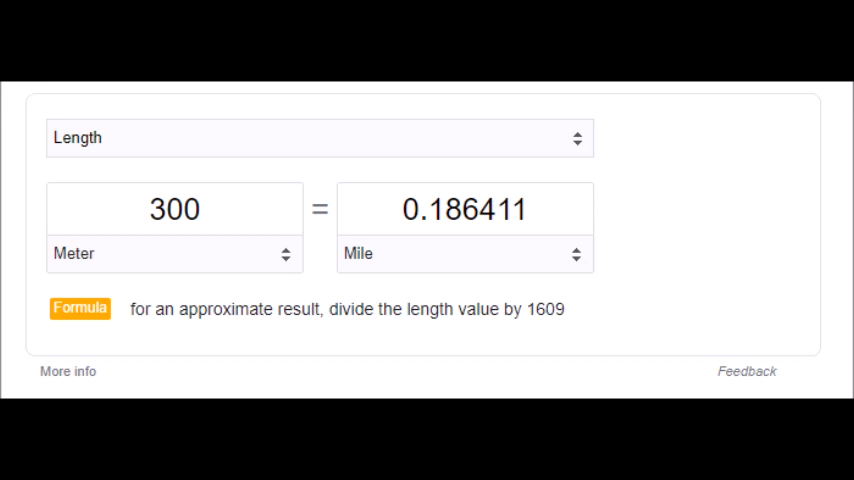 Length
300 = 0.186411
Meter Mile
Formula for an approximate result, divide the length value by 1609
More info Feedback